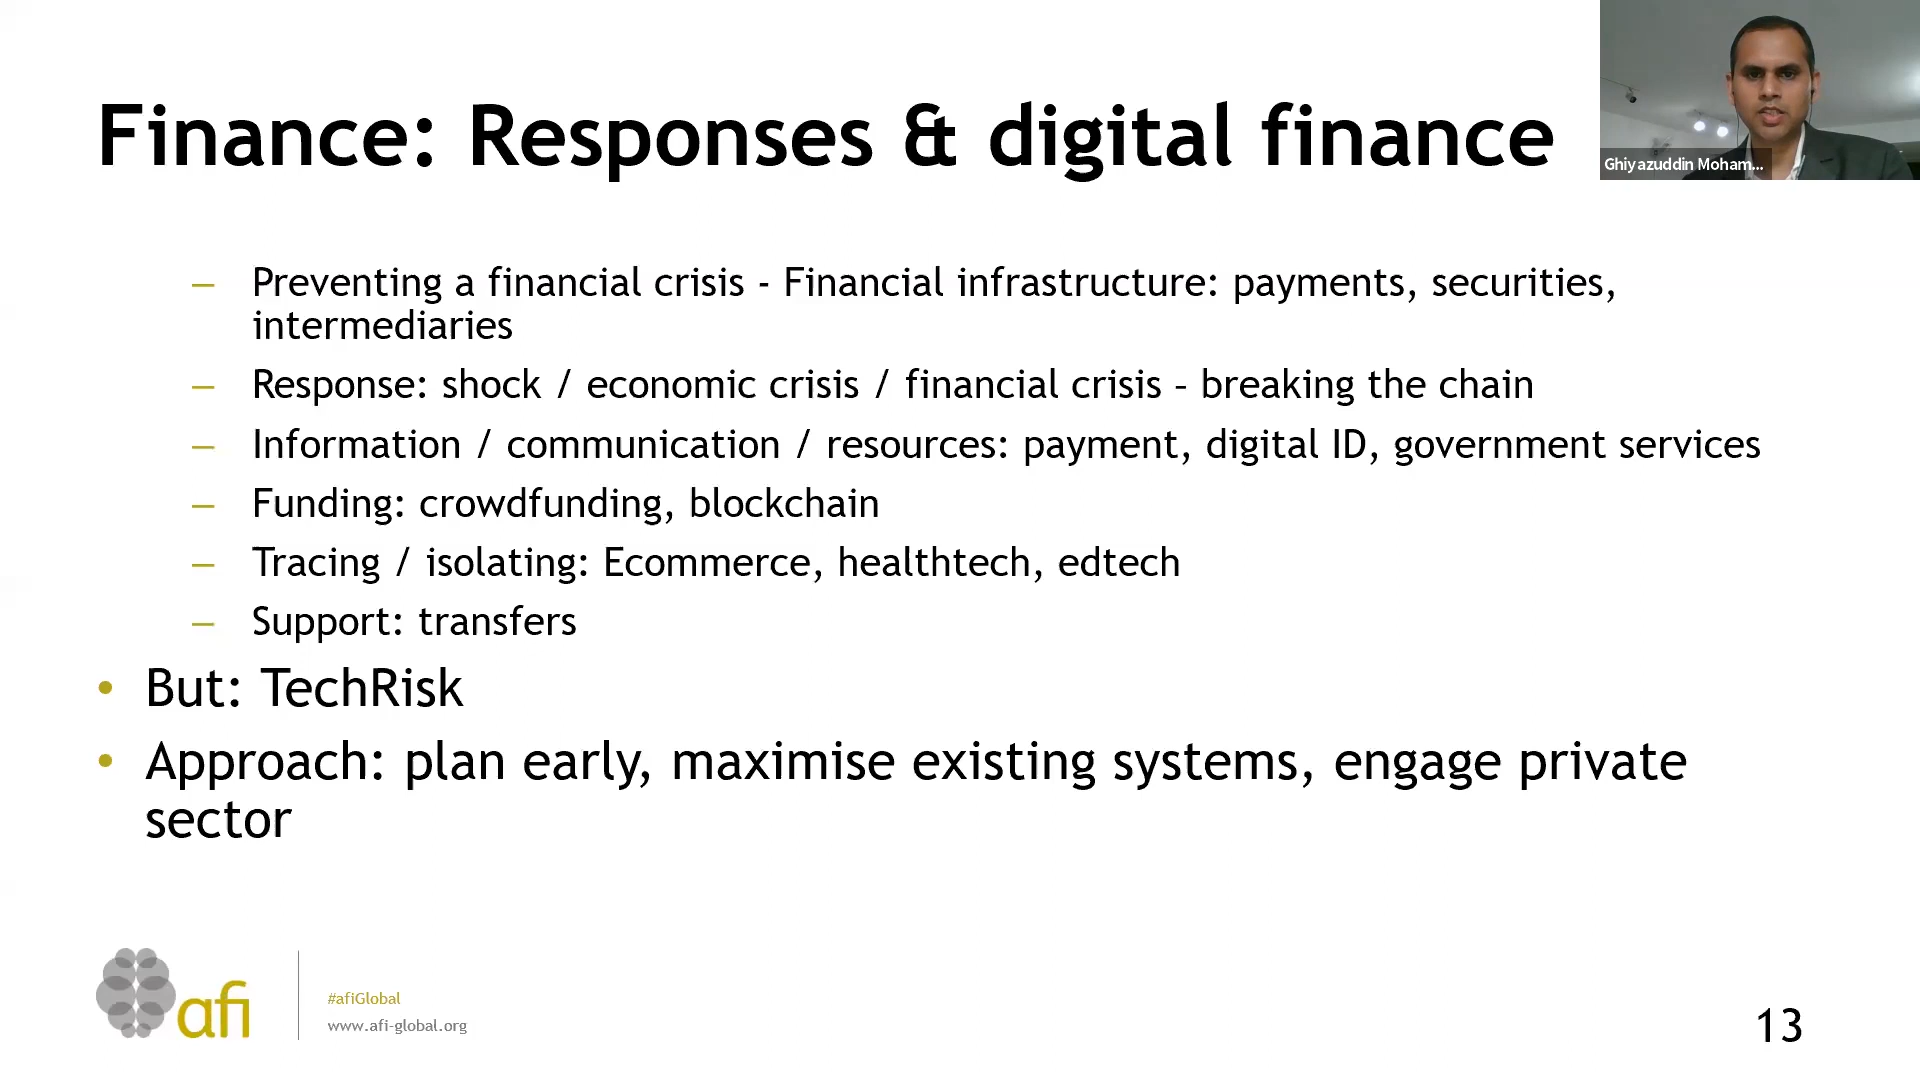 Finance: Responses & digital finance
Ghiyazuddin Moham...
– Preventing a financial crisis - Financial infrastructure: payments, securities,
intermediaries
– Response: shock / economic crisis / financial crisis – breaking the chain
– Information / communication / resources: payment, digital ID, government services
– Funding: crowdfunding, blockchain
– Tracing / isolating: Ecommerce, healthtech, edtech
– Support: transfers
• But: TechRisk
• Approach: plan early, maximise existing systems, engage private
sector
afi
#afiGlobal
www.afi-global.org
13